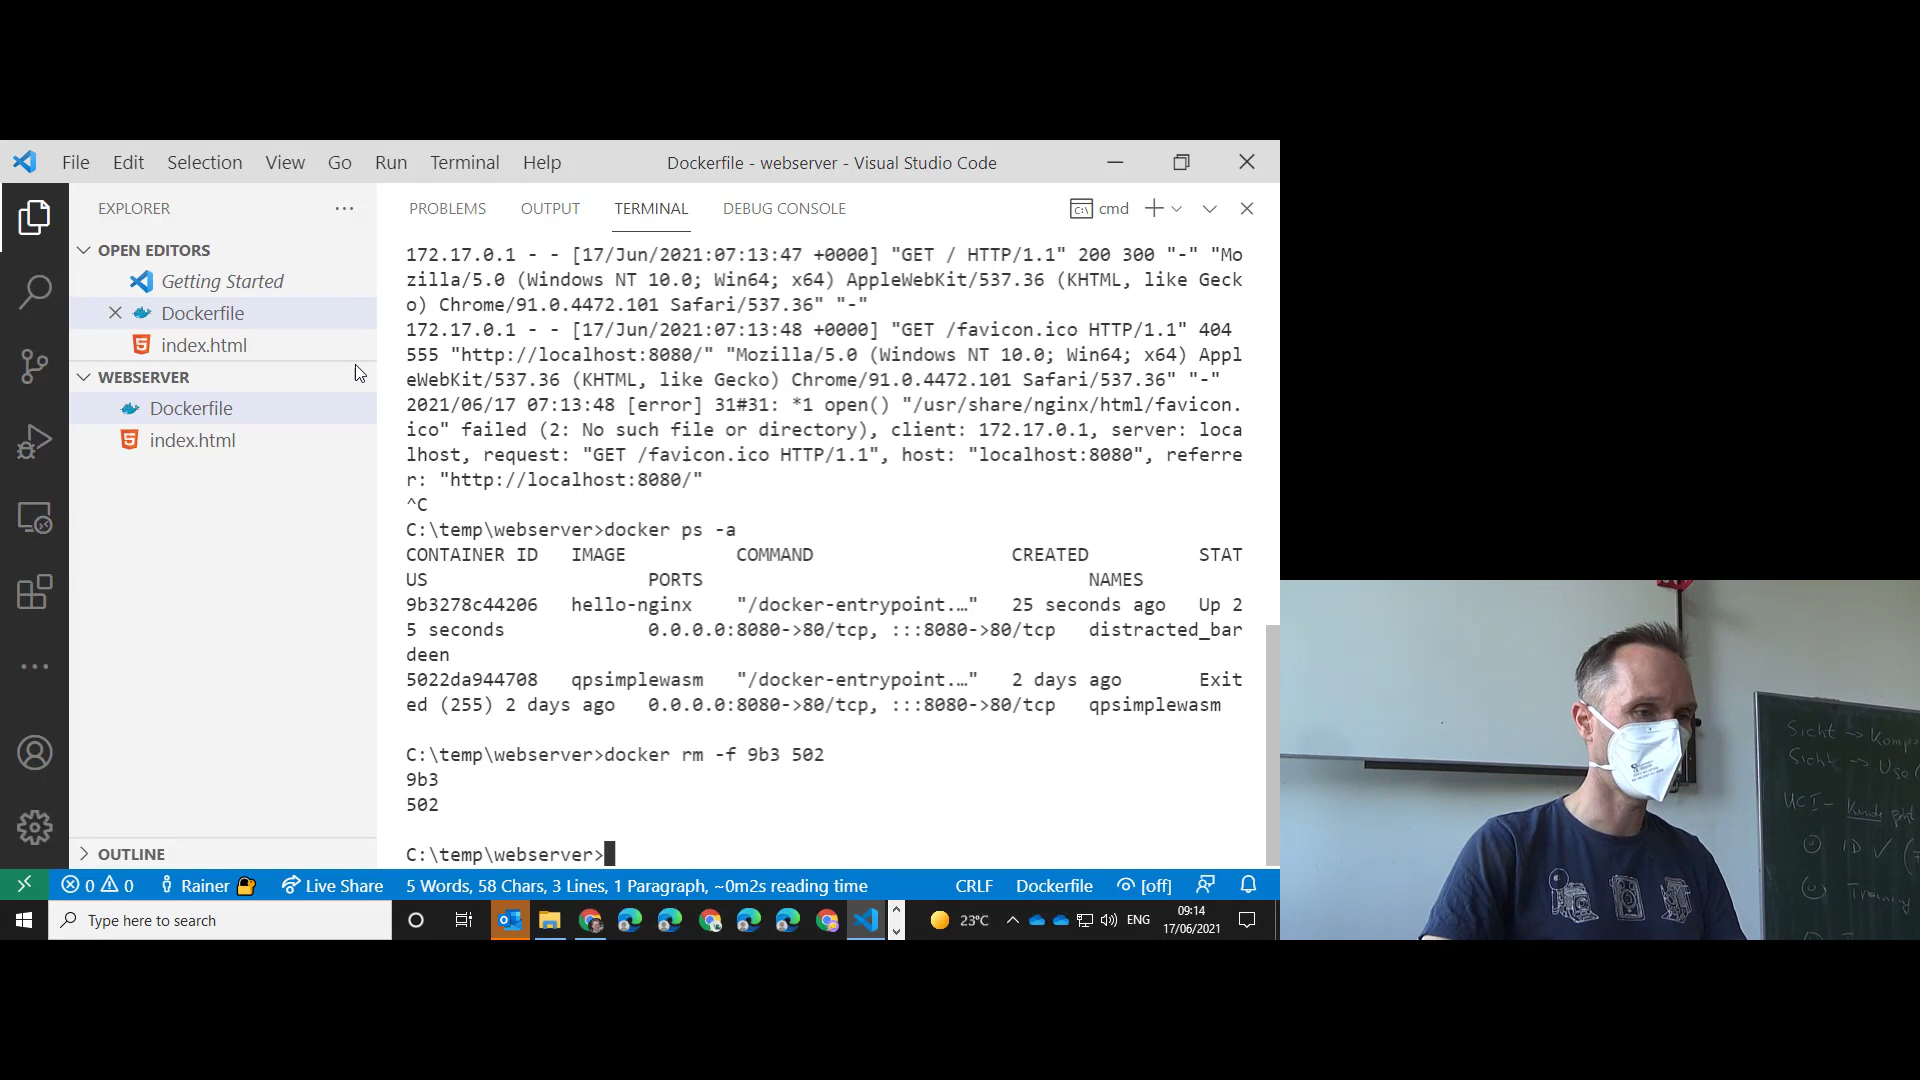 File Edit Selection View Go Run Terminal Help
Dockerfile - webserver - Visual Studio Code
EXPLORER
OPEN EDITORS
Getting Started
Dockerfile
index.html
WEBSERVER
Dockerfile
index.html
OUTLINE
PROBLEMS OUTPUT TERMINAL DEBUG CONSOLE
cmd
172.17.0.1 - - [17/Jun/2021:07:13:47 +0000] "GET / HTTP/1.1" 200 300 "-" "Mo
zilla/5.0 (Windows NT 10.0; Win64; x64) AppleWebKit/537.36 (KHTML, like Geck
o) Chrome/91.0.4472.101 Safari/537.36" "-"
172.17.0.1 - - [17/Jun/2021:07:13:48 +0000] "GET /favicon.ico HTTP/1.1" 404
555 "http://localhost:8080/" "Mozilla/5.0 (Windows NT 10.0; Win64; x64) Appl
eWebKit/537.36 (KHTML, like Gecko) Chrome/91.0.4472.101 Safari/537.36" "-"
2021/06/17 07:13:48 [error] 31#31: *1 open() "/usr/share/nginx/html/favicon.
ico" failed (2: No such file or directory), client: 172.17.0.1, server: loca
lhost, request: "GET /favicon.ico HTTP/1.1", host: "localhost:8080", referre
r: "http://localhost:8080/"
^C
C:\temp\webserver>docker ps -a
CONTAINER ID IMAGE COMMAND CREATED STAT
US PORTS NAMES
9b3278c44206 hello-nginx "/docker-entrypoint.…" 25 seconds ago Up 2
5 seconds 0.0.0.0:8080->80/tcp, :::8080->80/tcp distracted_bar
deen
5022da944708 qpsimplewasm "/docker-entrypoint.…" 2 days ago Exit
ed (255) 2 days ago 0.0.0.0:8080->80/tcp, :::8080->80/tcp qpsimplewasm
C:\temp\webserver>docker rm -f 9b3 502
9b3
502
C:\temp\webserver>
0 0 Rainer Live Share 5 Words, 58 Chars, 3 Lines, 1 Paragraph, ~0m2s reading time CRLF Dockerfile [off]
Type here to search
23°C ENG
09:14
17/06/2021
Sicht ->
Sicht -> Use
UCI - Kunde geht
ID ✓
Training